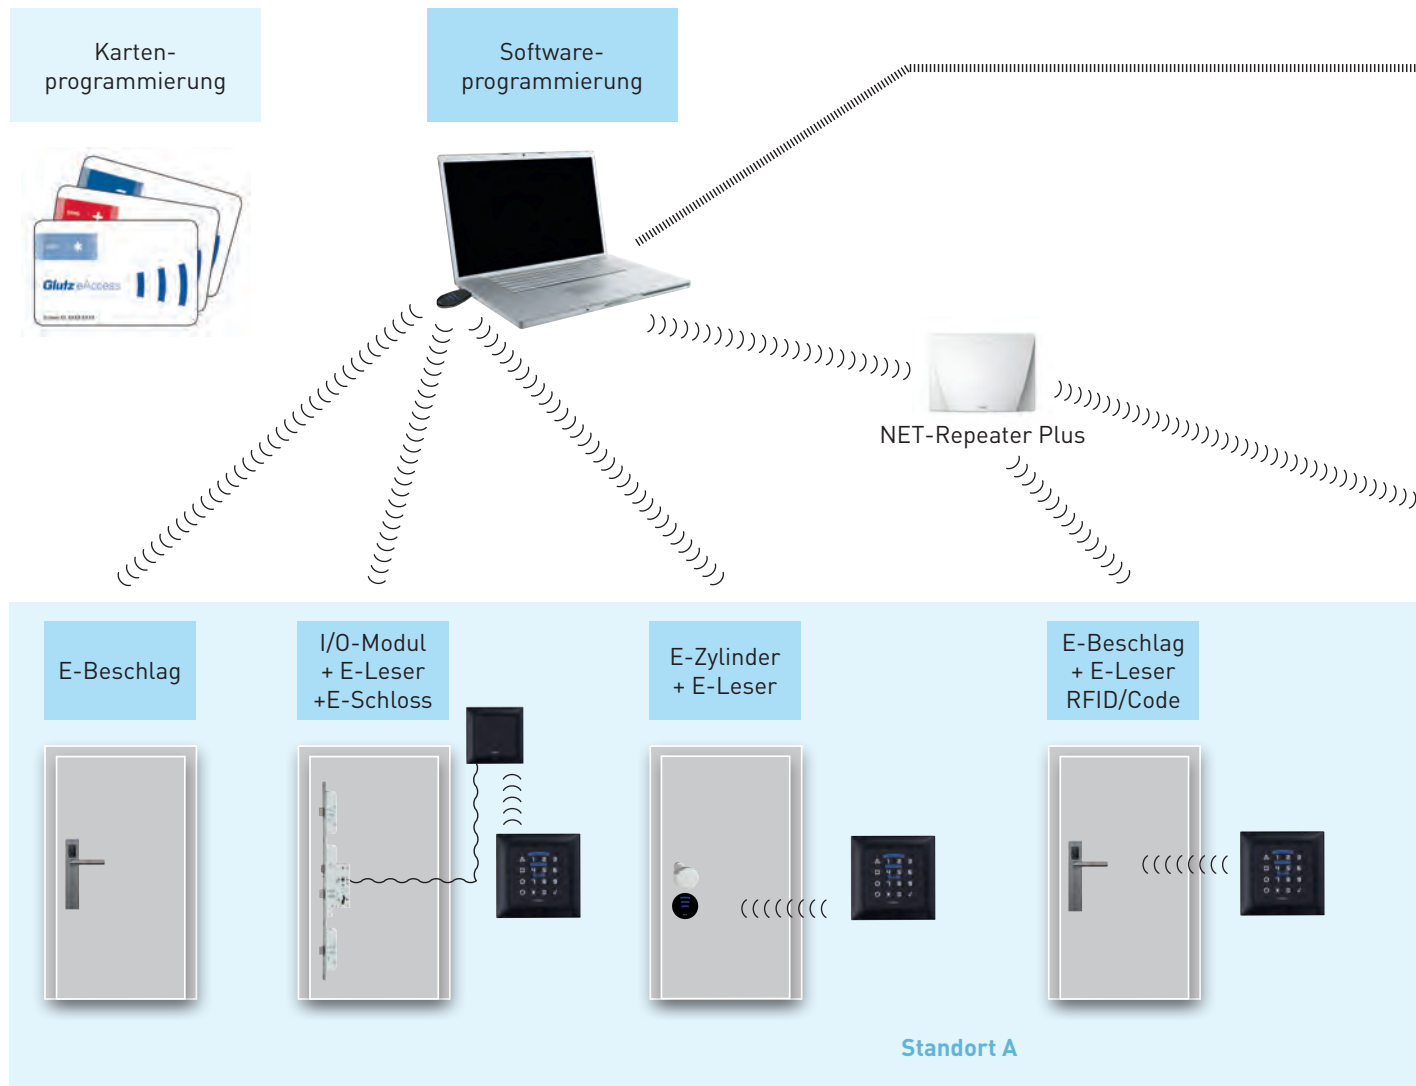 Karten-
programmierung
Software-
programmierung
Glutz eAccess
NET-Repeater Plus
E-Beschlag
I/O-Modul
+ E-Leser
+E-Schloss
E-Zylinder
+ E-Leser
E-Beschlag
+ E-Leser
RFID/Code
Standort A